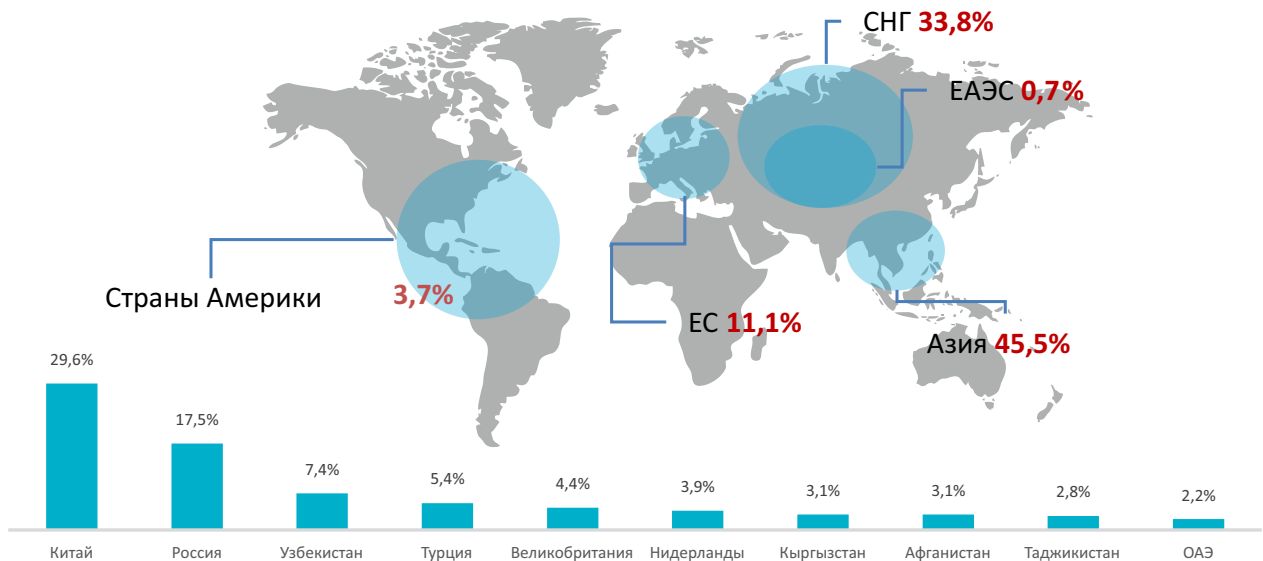 СНГ 33,8%
ЕАЭС 0,7%
Страны Америки 3,7%
ЕС 11,1%
Азия 45,5%
29,6%
17,5%
7,4%
5,4%
4,4%
3,9%
3,1%
3,1%
2,8%
2,2%
Китай
Россия
Узбекистан
Турция
Великобритания
Нидерланды
Кыргызстан
Афганистан
Таджикистан
ОАЭ